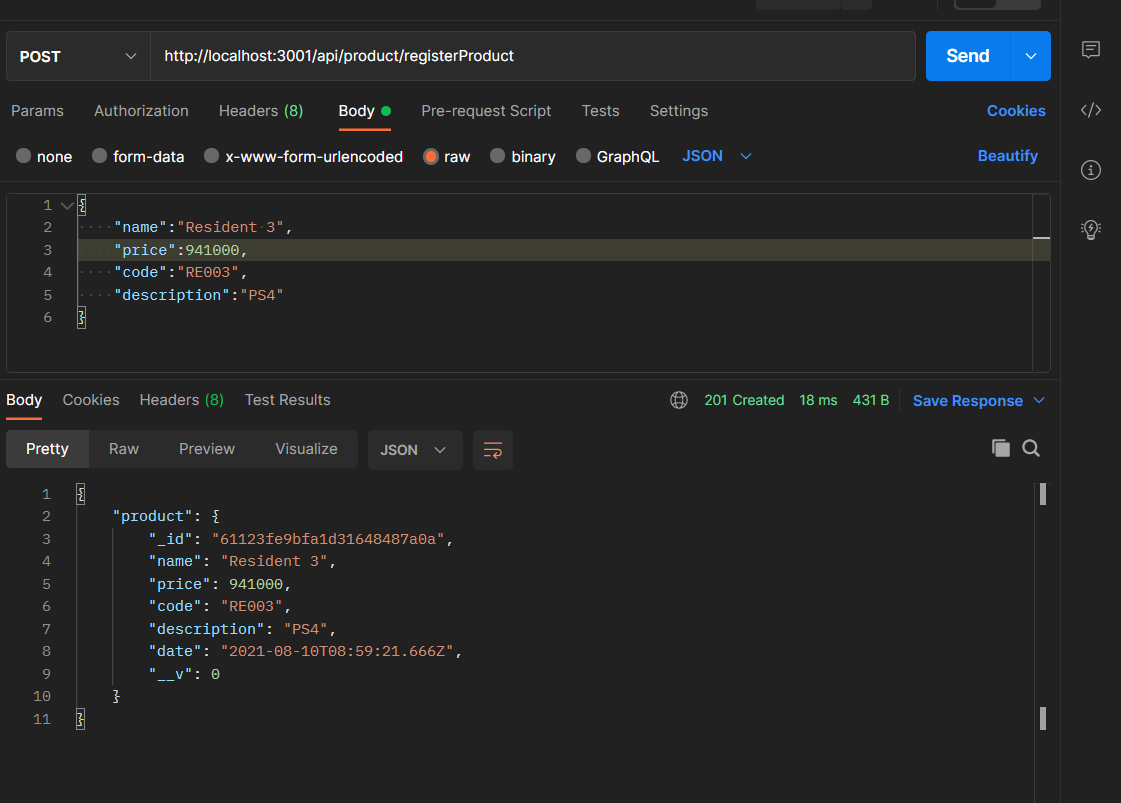 POST http://localhost:3001/api/product/registerProduct Send
Params Authorization Headers (8) Body Pre-request Script Tests Settings Cookies
none form-data x-www-form-urlencoded raw binary GraphQL JSON Beautify
1 {
2 "name":"Resident 3",
3 "price":941000,
4 "code":"RE003",
5 "description":"PS4"
6 }
Body Cookies Headers (8) Test Results 201 Created 18 ms 431 B Save Response
Pretty Raw Preview Visualize JSON
1 {
2 "product": {
3 "_id": "61123fe9bfa1d31648487a0a",
4 "name": "Resident 3",
5 "price": 941000,
6 "code": "RE003",
7 "description": "PS4",
8 "date": "2021-08-10T08:59:21.666Z",
9 "__v": 0
10 }
11 }